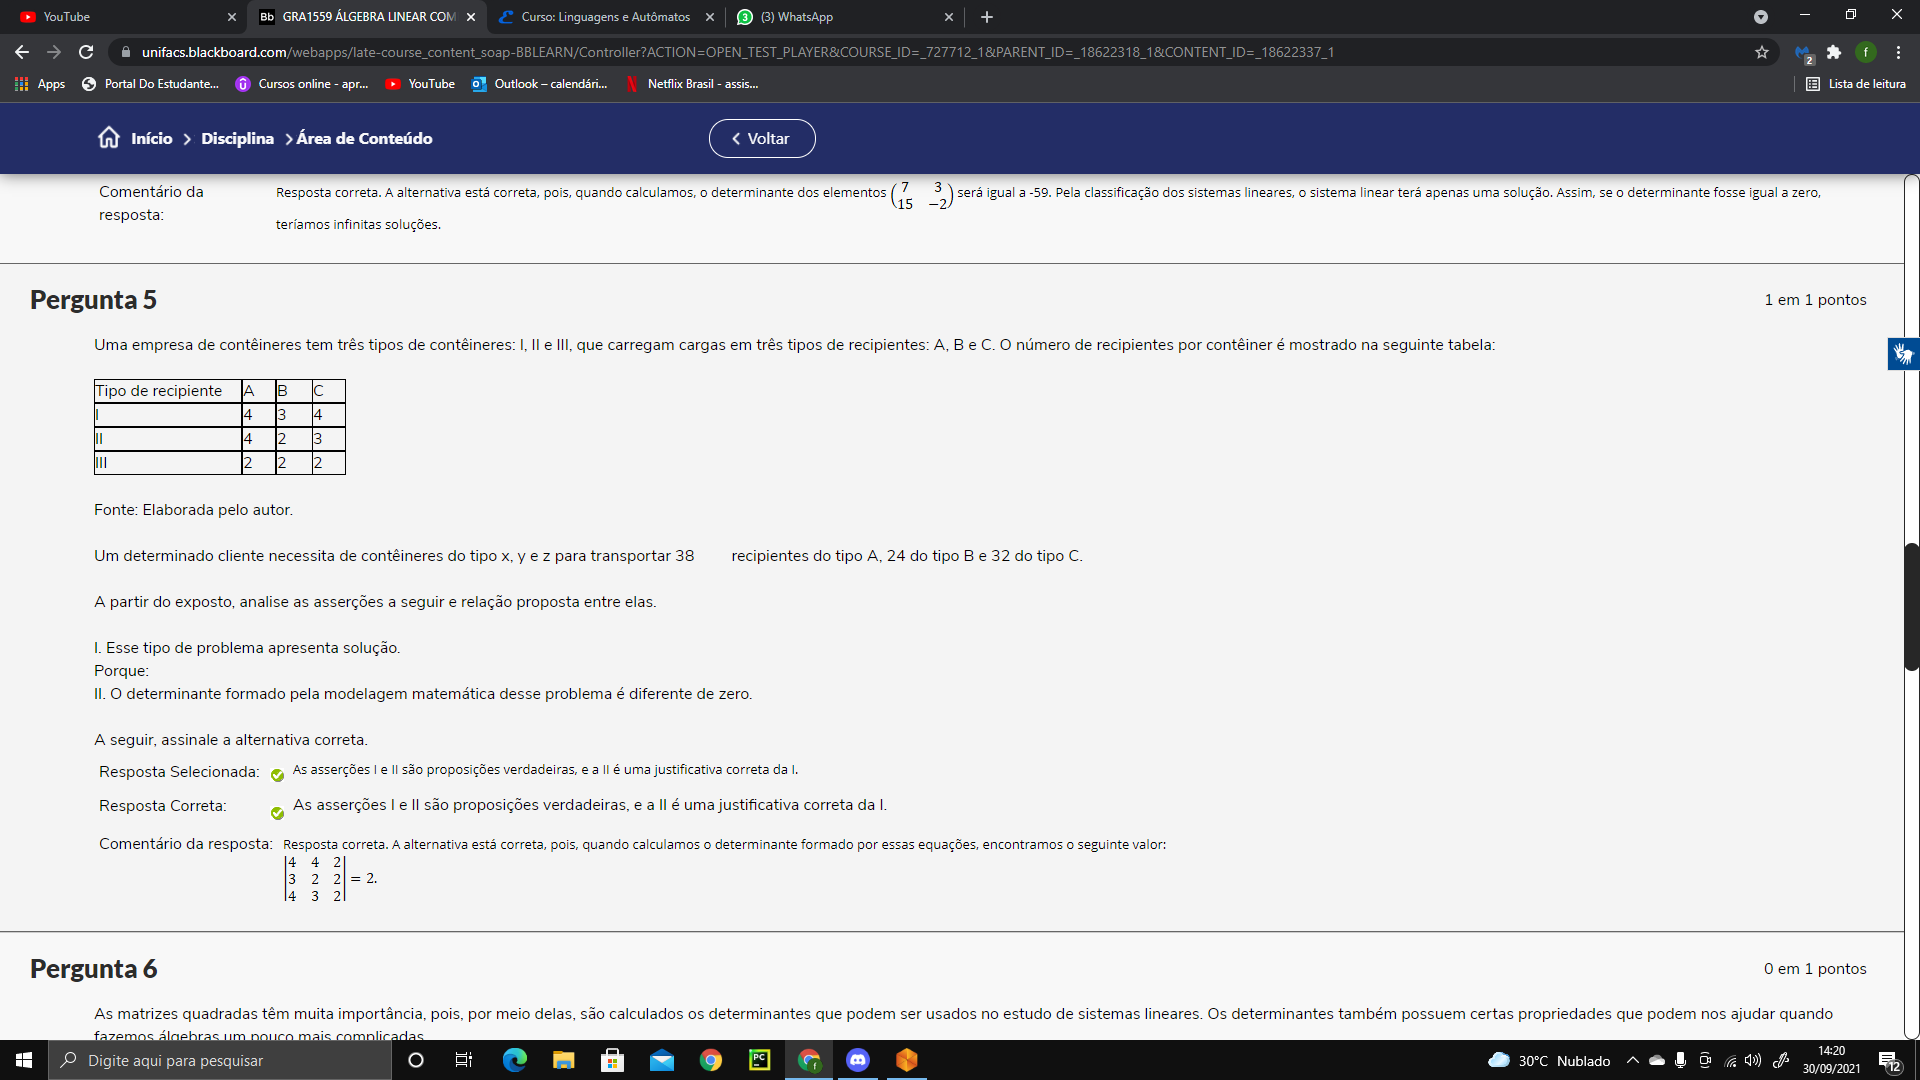 YouTube
Bb GRA1559 ÁLGEBRA LINEAR COM
Curso: Linguagens e Autômatos
3 (3) WhatsApp
unifacs.blackboard.com/webapps/late-course_content_soap-BBLEARN/Controller?ACTION=OPEN_TEST_PLAYER&COURSE_ID=_727712_1&PARENT_ID=_18622318_1&CONTENT_ID=_18622337_1
2
f
Apps
Portal Do Estudante...
Cursos online - apr...
YouTube
Outlook – calendári...
Netflix Brasil - assis...
Lista de leitura
Início > Disciplina > Área de Conteúdo
< Voltar
Comentário da resposta:
Resposta correta. A alternativa está correta, pois, quando calculamos, o determinante dos elementos (7 3 15 −2) será igual a -59. Pela classificação dos sistemas lineares, o sistema linear terá apenas uma solução. Assim, se o determinante fosse igual a zero,
teríamos infinitas soluções.
Pergunta 5
1 em 1 pontos
Uma empresa de contêineres tem três tipos de contêineres: I, II e III, que carregam cargas em três tipos de recipientes: A, B e C. O número de recipientes por contêiner é mostrado na seguinte tabela:
Tipo de recipiente A B C
I 4 3 4
II 4 2 3
III 2 2 2
Fonte: Elaborada pelo autor.
Um determinado cliente necessita de contêineres do tipo x, y e z para transportar 38 recipientes do tipo A, 24 do tipo B e 32 do tipo C.
A partir do exposto, analise as asserções a seguir e relação proposta entre elas.
I. Esse tipo de problema apresenta solução.
Porque:
II. O determinante formado pela modelagem matemática desse problema é diferente de zero.
A seguir, assinale a alternativa correta.
Resposta Selecionada: As asserções I e II são proposições verdadeiras, e a II é uma justificativa correta da I.
Resposta Correta: As asserções I e II são proposições verdadeiras, e a II é uma justificativa correta da I.
Comentário da resposta: Resposta correta. A alternativa está correta, pois, quando calculamos o determinante formado por essas equações, encontramos o seguinte valor:
|4 4 2|
|3 2 2| = 2.
|4 3 2|
Pergunta 6
0 em 1 pontos
As matrizes quadradas têm muita importância, pois, por meio delas, são calculados os determinantes que podem ser usados no estudo de sistemas lineares. Os determinantes também possuem certas propriedades que podem nos ajudar quando
fazemos álgebras um pouco mais complicadas.
Digite aqui para pesquisar
PC
f
30°C Nublado
14:20
30/09/2021
12